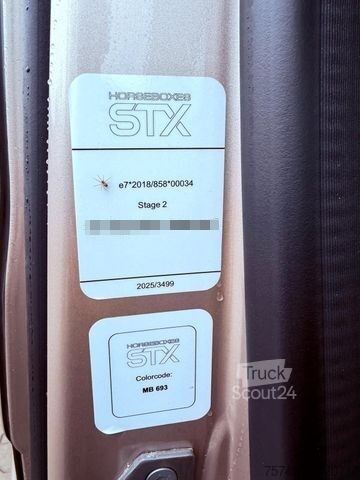 HORSEBOXES
STX
e7*2018/858*00034
Stage 2
2025/3499
HORSEBOXES
STX
Colorcode:
MB 693
Truck
Scout24